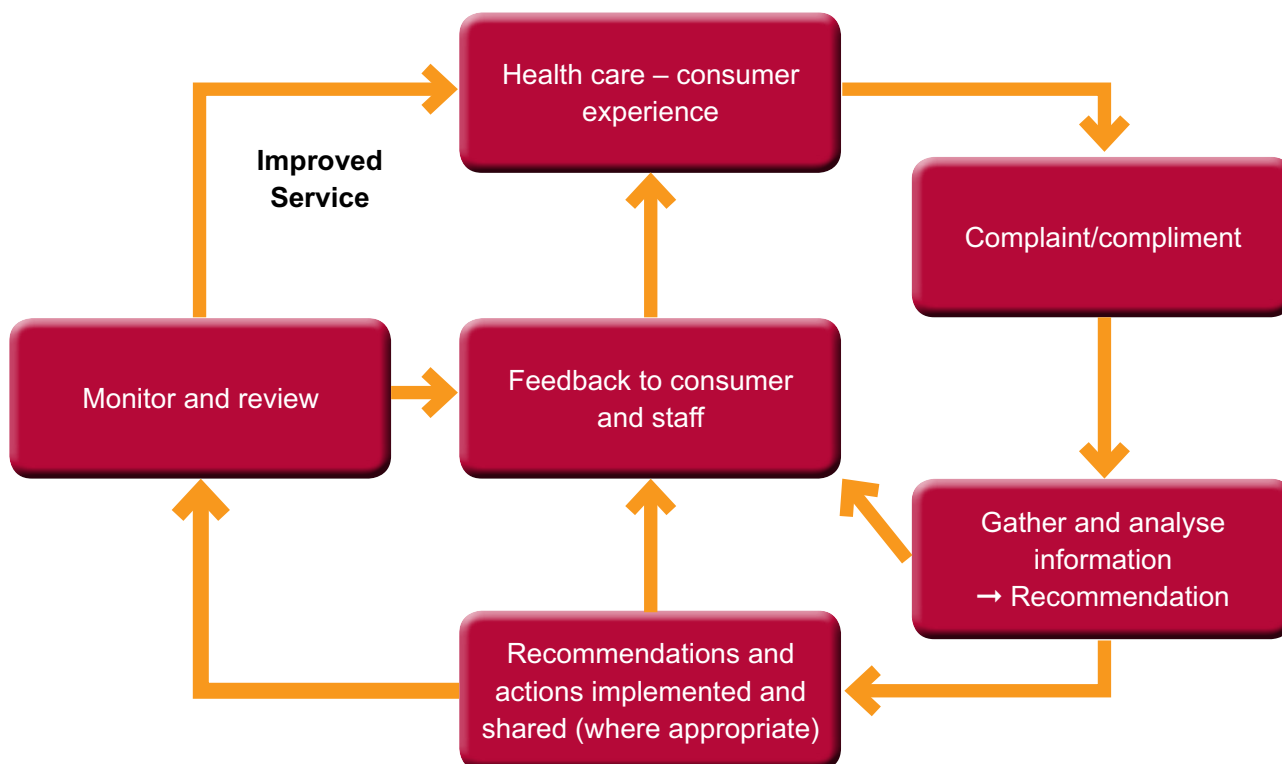 Health care – consumer
experience
Improved
Service
Complaint/compliment
Monitor and review
Feedback to consumer
and staff
Gather and analyse
information
→ Recommendation
Recommendations and
actions implemented and
shared (where appropriate)